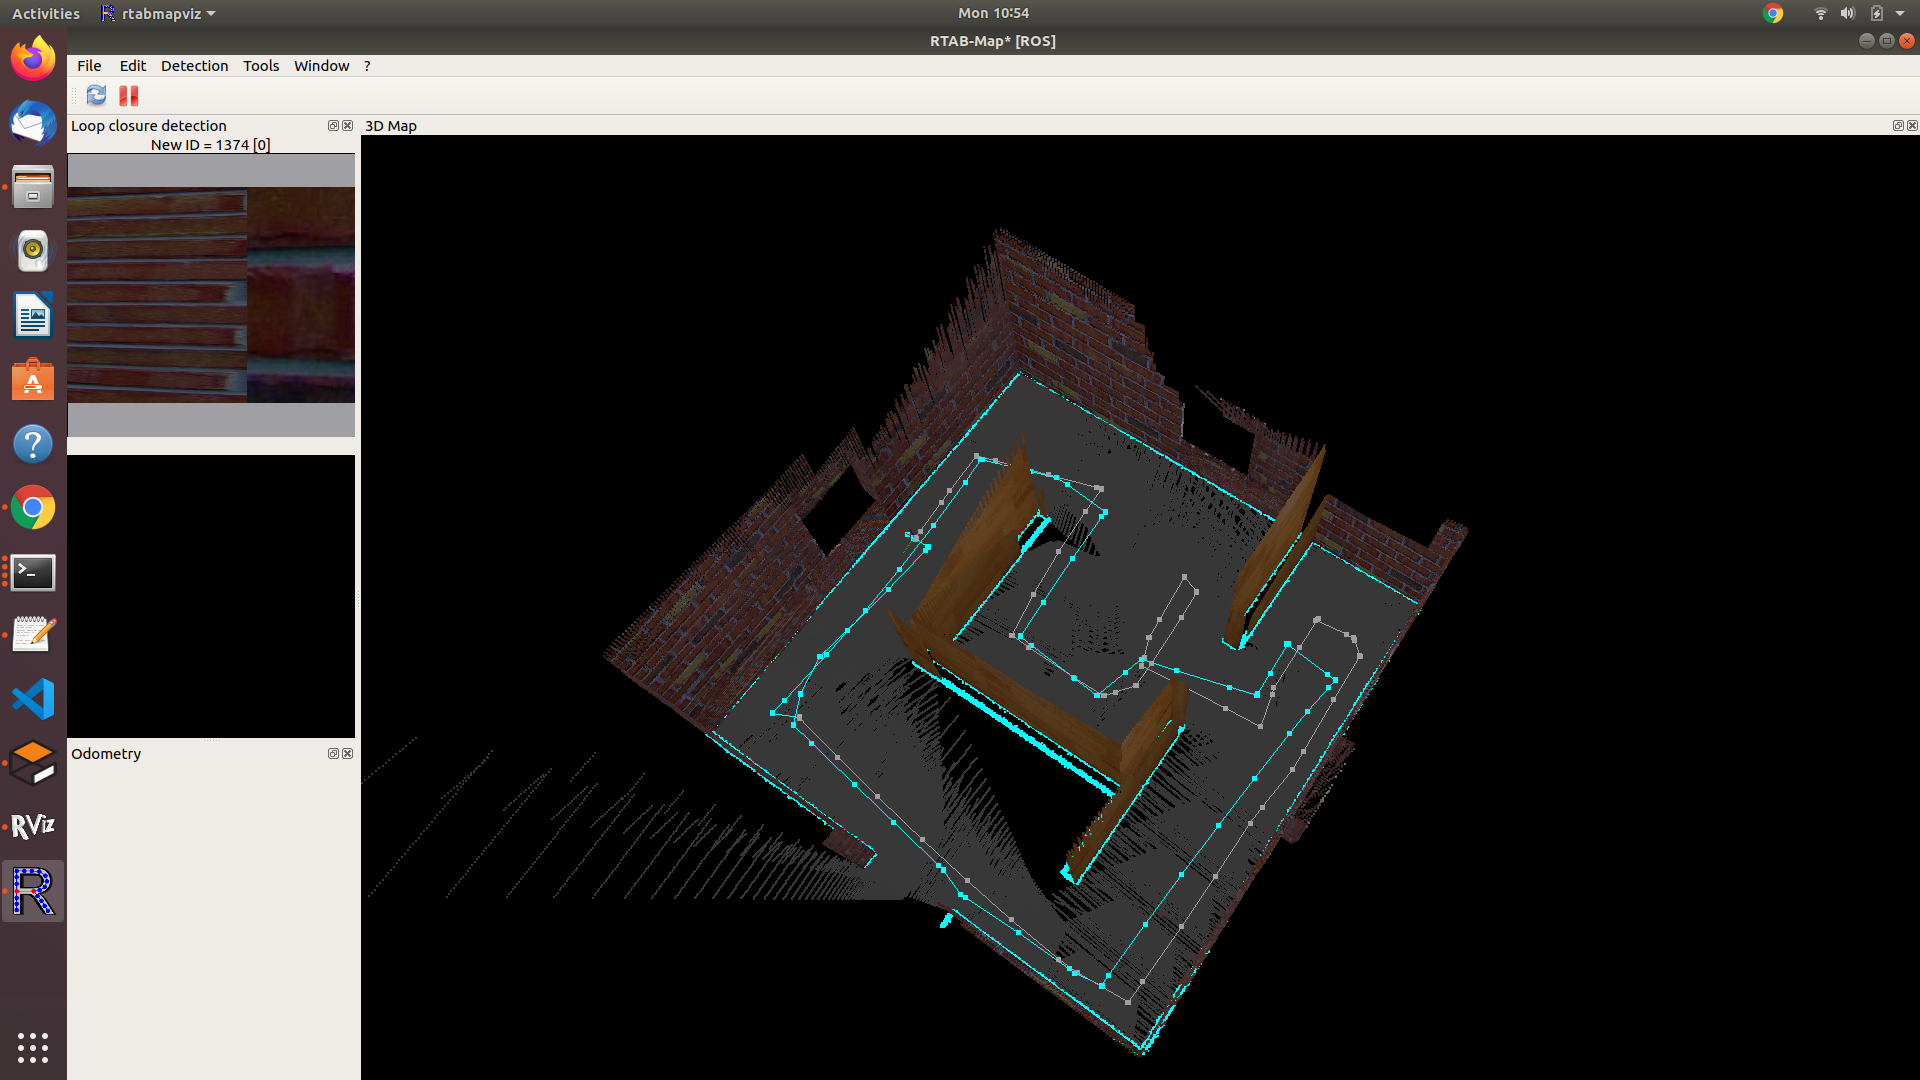 Activities rtabmapviz Mon 10:54
RTAB-Map* [ROS]
File Edit Detection Tools Window ?
Loop closure detection
3D Map
New ID = 1374 [0]
Odometry
RViz
R